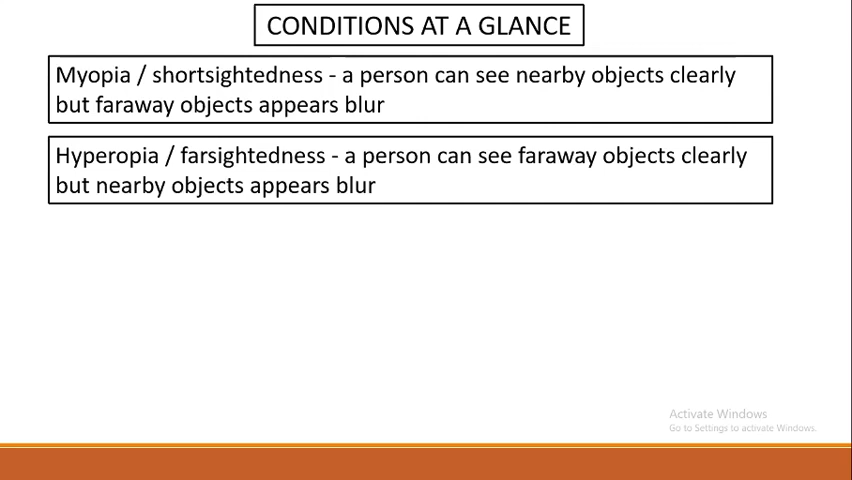 CONDITIONS AT A GLANCE
Myopia / shortsightedness - a person can see nearby objects clearly
but faraway objects appears blur
Hyperopia / farsightedness - a person can see faraway objects clearly
but nearby objects appears blur
Activate Windows
Go to Settings to activate Windows.